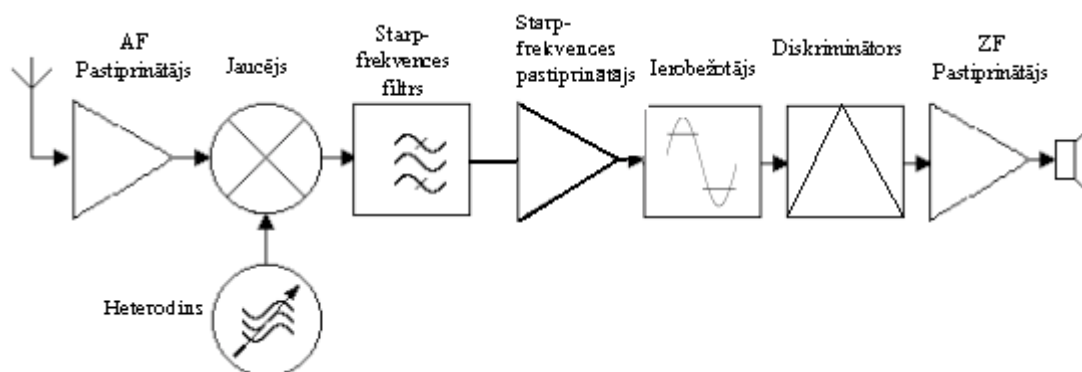 AF
Pastiprinātājs
Jaucējs
Starp-
frekvences
filtrs
Starp-
frekvences
pastiprinātājs
Ierobežotājs
Diskriminātors
ZF
Pastiprinātājs
Heterodins